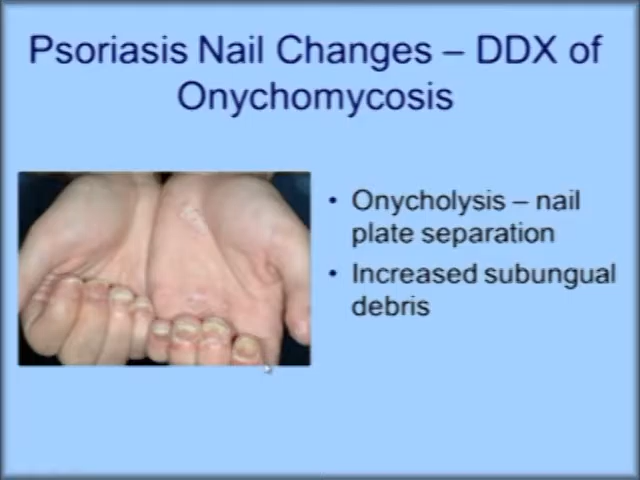 Psoriasis Nail Changes – DDX of
Onychomycosis
• Onycholysis – nail
plate separation
• Increased subungual
debris